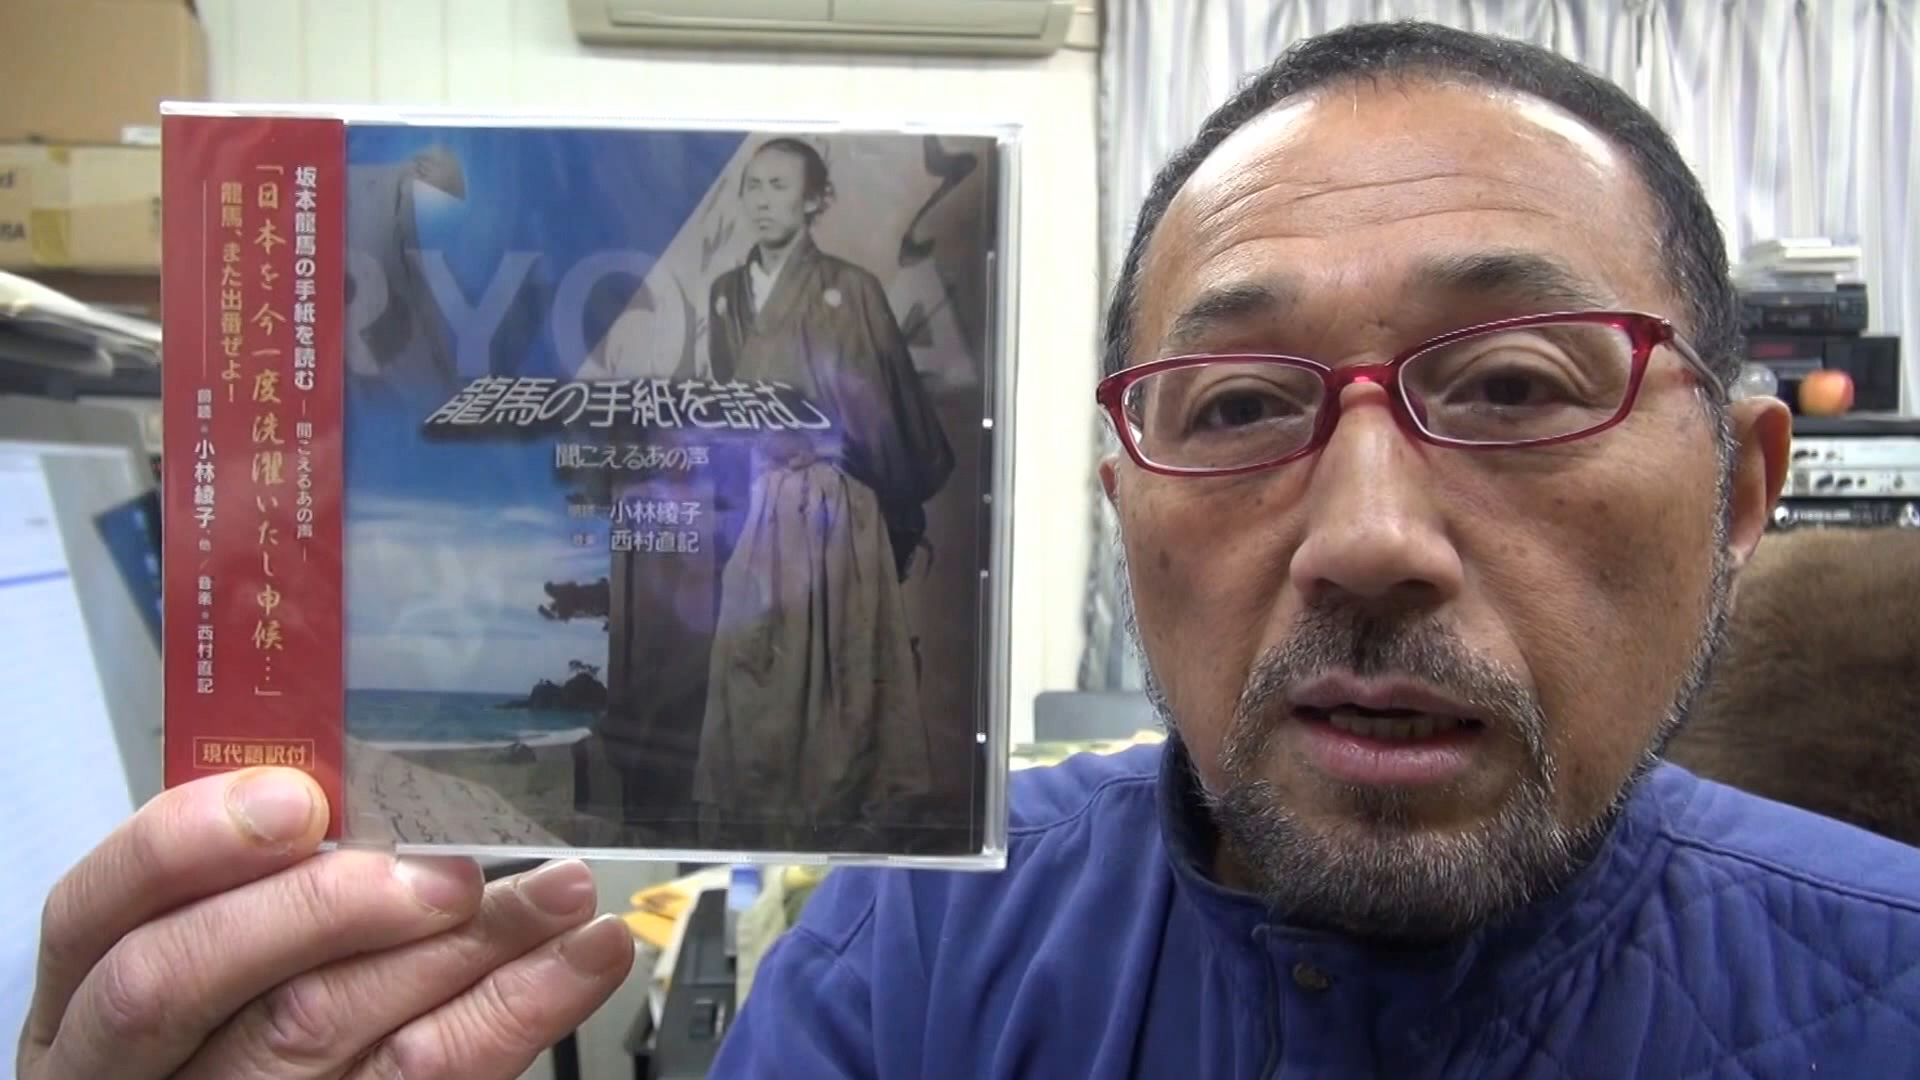 坂本龍馬の手紙を読む ― 聞こえるあの声 ―
「日本を今一度洗濯いたし申候…」
龍馬、また出番ぜよ！
朗読●小林綾子、他／音楽●西村直記
現代語訳付
RYOMA
龍馬の手紙を読む
聞こえるあの声
朗読 小林綾子
音楽 西村直記